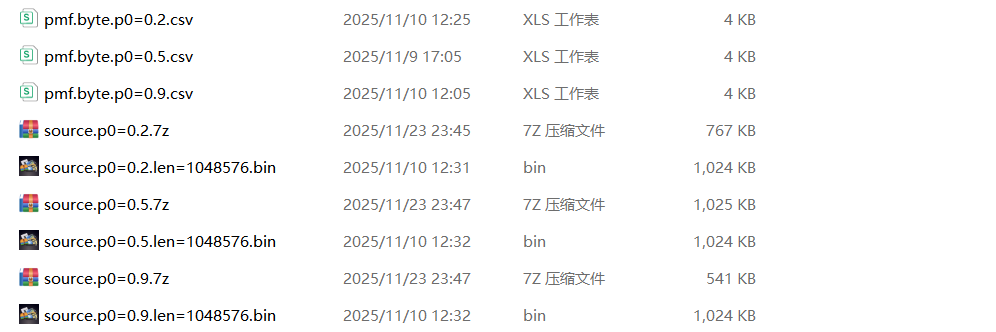 pmf.byte.p0=0.2.csv 2025/11/10 12:25 XLS 工作表 4 KB
pmf.byte.p0=0.5.csv 2025/11/9 17:05 XLS 工作表 4 KB
pmf.byte.p0=0.9.csv 2025/11/10 12:05 XLS 工作表 4 KB
source.p0=0.2.7z 2025/11/23 23:45 7Z 压缩文件 767 KB
source.p0=0.2.len=1048576.bin 2025/11/10 12:31 bin 1,024 KB
source.p0=0.5.7z 2025/11/23 23:47 7Z 压缩文件 1,025 KB
source.p0=0.5.len=1048576.bin 2025/11/10 12:32 bin 1,024 KB
source.p0=0.9.7z 2025/11/23 23:47 7Z 压缩文件 541 KB
source.p0=0.9.len=1048576.bin 2025/11/10 12:32 bin 1,024 KB